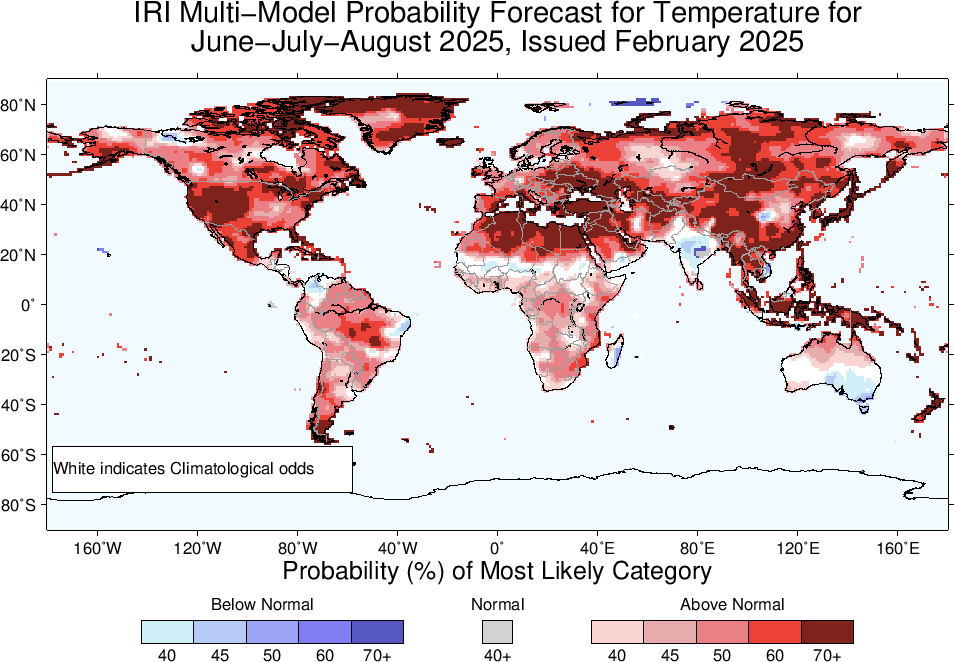 IRI Multi−Model Probability Forecast for Temperature for
June−July−August 2025, Issued February 2025
80°N
60°N
40°N
20°N
0°
20°S
40°S
60°S
80°S
White indicates Climatological odds
160°W 120°W 80°W 40°W 0° 40°E 80°E 120°E 160°E
Probability (%) of Most Likely Category
Below Normal Normal Above Normal
40 45 50 60 70+ 40+ 40 45 50 60 70+